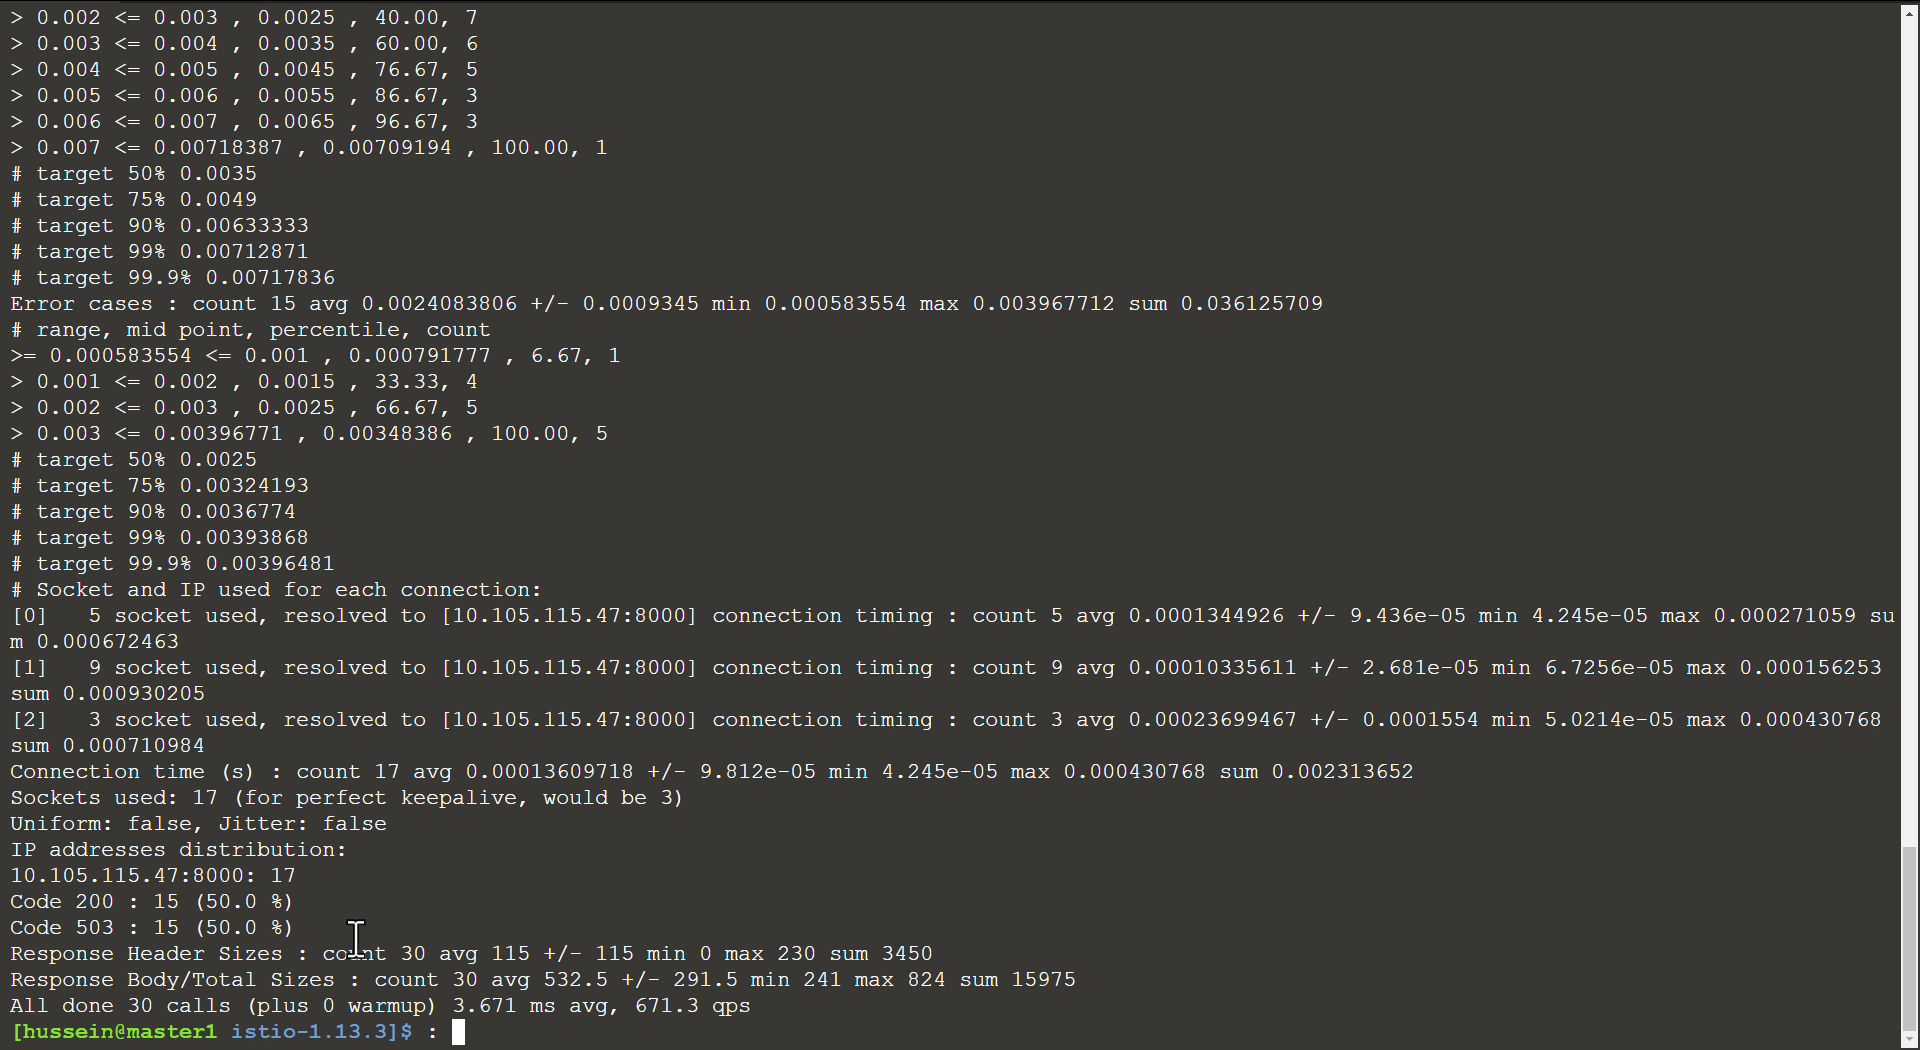 > 0.002 <= 0.003 , 0.0025 , 40.00, 7
> 0.003 <= 0.004 , 0.0035 , 60.00, 6
> 0.004 <= 0.005 , 0.0045 , 76.67, 5
> 0.005 <= 0.006 , 0.0055 , 86.67, 3
> 0.006 <= 0.007 , 0.0065 , 96.67, 3
> 0.007 <= 0.00718387 , 0.00709194 , 100.00, 1
# target 50% 0.0035
# target 75% 0.0049
# target 90% 0.00633333
# target 99% 0.00712871
# target 99.9% 0.00717836
Error cases : count 15 avg 0.0024083806 +/- 0.0009345 min 0.000583554 max 0.003967712 sum 0.036125709
# range, mid point, percentile, count
>= 0.000583554 <= 0.001 , 0.000791777 , 6.67, 1
> 0.001 <= 0.002 , 0.0015 , 33.33, 4
> 0.002 <= 0.003 , 0.0025 , 66.67, 5
> 0.003 <= 0.00396771 , 0.00348386 , 100.00, 5
# target 50% 0.0025
# target 75% 0.00324193
# target 90% 0.0036774
# target 99% 0.00393868
# target 99.9% 0.00396481
# Socket and IP used for each connection:
[0]   5 socket used, resolved to [10.105.115.47:8000] connection timing : count 5 avg 0.0001344926 +/- 9.436e-05 min 4.245e-05 max 0.000271059 su
m 0.000672463
[1]   9 socket used, resolved to [10.105.115.47:8000] connection timing : count 9 avg 0.00010335611 +/- 2.681e-05 min 6.7256e-05 max 0.000156253
sum 0.000930205
[2]   3 socket used, resolved to [10.105.115.47:8000] connection timing : count 3 avg 0.00023699467 +/- 0.0001554 min 5.0214e-05 max 0.000430768
sum 0.000710984
Connection time (s) : count 17 avg 0.00013609718 +/- 9.812e-05 min 4.245e-05 max 0.000430768 sum 0.002313652
Sockets used: 17 (for perfect keepalive, would be 3)
Uniform: false, Jitter: false
IP addresses distribution:
10.105.115.47:8000: 17
Code 200 : 15 (50.0 %)
Code 503 : 15 (50.0 %)
Response Header Sizes : count 30 avg 115 +/- 115 min 0 max 230 sum 3450
Response Body/Total Sizes : count 30 avg 532.5 +/- 291.5 min 241 max 824 sum 15975
All done 30 calls (plus 0 warmup) 3.671 ms avg, 671.3 qps
[hussein@master1 istio-1.13.3]$ :